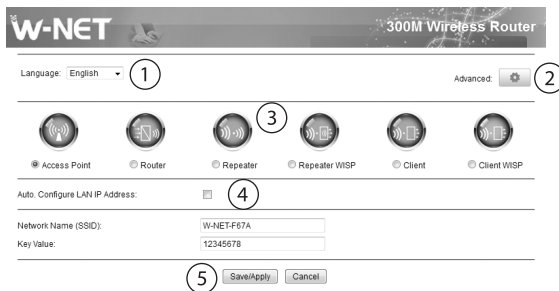 W-NET 300M Wireless Router
Language: English 1
Advanced: 2
3
Access Point Router Repeater Repeater WISP Client Client WISP
Auto. Configure LAN IP Address: 4
Network Name (SSID): W-NET-F67A
Key Value: 12345678
5 Save/Apply Cancel